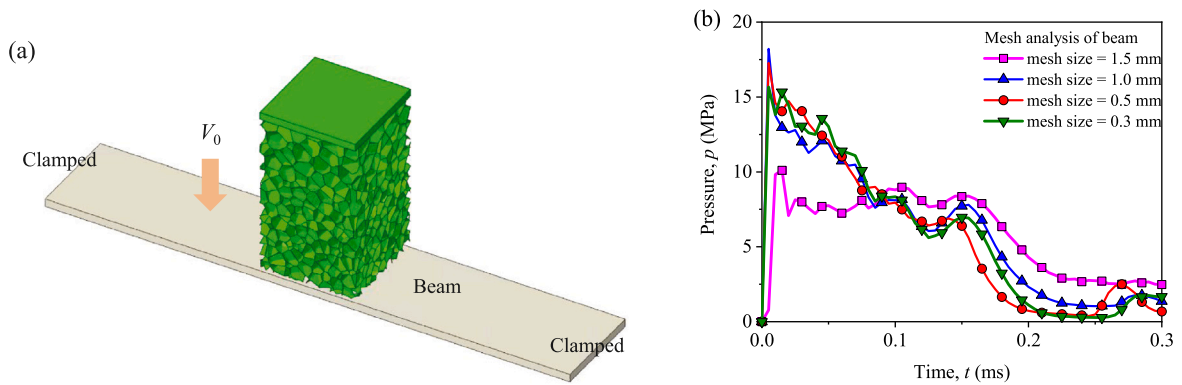 (a)
V0
Clamped
Beam
Clamped
(b)
Mesh analysis of beam
mesh size = 1.5 mm
mesh size = 1.0 mm
mesh size = 0.5 mm
mesh size = 0.3 mm
Pressure, p (MPa)
20
15
10
5
0
0.0 0.1 0.2 0.3
Time, t (ms)